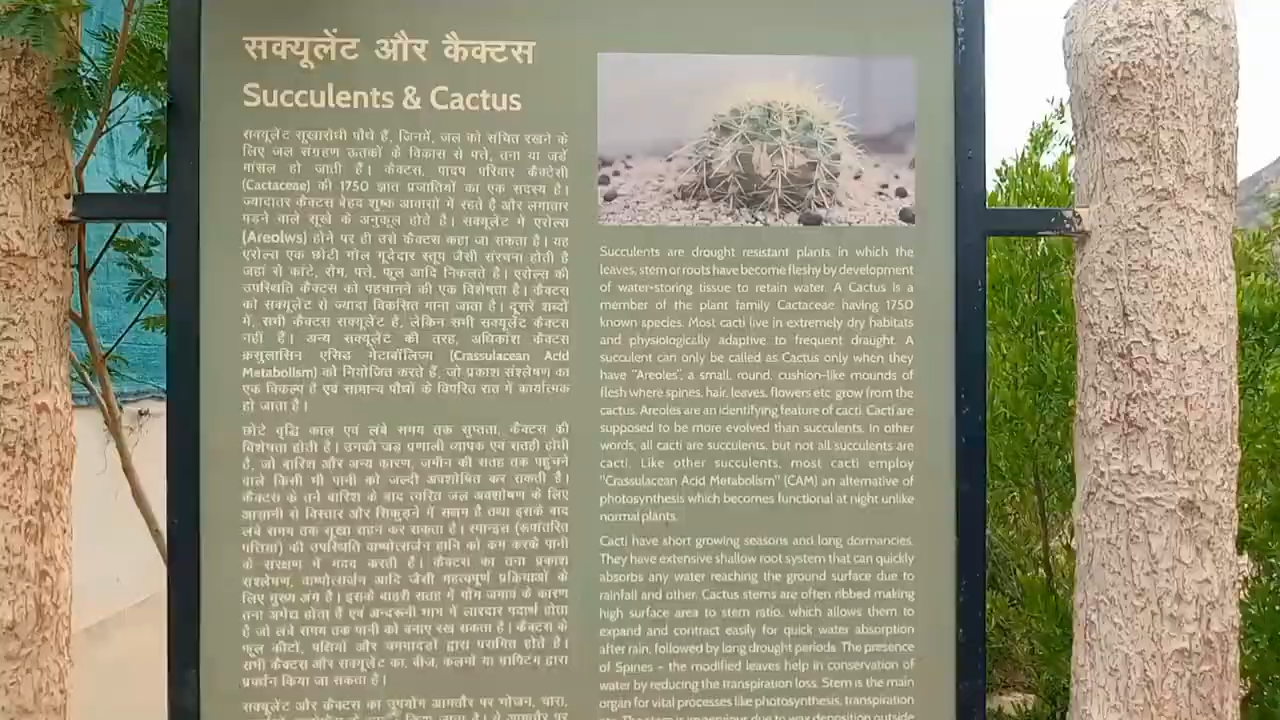 सक्यूलेंट और कैक्टस
Succulents & Cactus
सक्यूलेंट सूखारोधी पौधे हैं, जिनमें, जल को संचित रखने के
लिए जल संग्रहण ऊतकों के विकास से पत्ते, तना या जड़ें
मांसल हो जाती हैं। कैक्टस, पादप परिवार कैक्टेसी
(Cactaceae) की 1750 ज्ञात प्रजातियों का एक सदस्य है।
ज्यादातर कैक्टस बेहद शुष्क आवासों में रहते हैं और लगातार
पड़ने वाले सूखे के अनुकूल होते हैं। सक्यूलेंट में एरोल्स
(Areolws) होने पर ही उसे कैक्टस कहा जा सकता है। यह
एरोल्स एक छोटी गोल गूदेदार स्तूप जैसी संरचना होती है
जहां से कांटे, रोम, पत्ते, फूल आदि निकलते हैं। एरोल्स की
उपस्थिति कैक्टस को पहचानने की एक विशेषता है। कैक्टस
को सक्यूलेंट से ज्यादा विकसित माना जाता है। दूसरे शब्दों
में, सभी कैक्टस सक्यूलेंट हैं, लेकिन सभी सक्यूलेंट कैक्टस
नहीं हैं। अन्य सक्यूलेंट की तरह, अधिकांश कैक्टस
क्रसुलासिन एसिड मेटाबॉलिज्म (Crassulacean Acid
Metabolism) को नियोजित करते हैं, जो प्रकाश संश्लेषण का
एक विकल्प है एवं सामान्य पौधों के विपरित रात में कार्यात्मक
हो जाता है।
छोटे वृद्धि काल एवं लंबे समय तक सुप्तता, कैक्टस की
विशेषता होती है। उनकी जड़ प्रणाली व्यापक एवं सतही होती
है, जो बारिश और अन्य कारण, जमीन की सतह तक पहुंचने
वाले किसी भी पानी को जल्दी अवशोषित कर सकती है।
कैक्टस के तने बारिश के बाद त्वरित जल अवशोषण के लिए
आसानी से विस्तार और सिकुड़ने में सक्षम है तथा इसके बाद
लंबे समय तक सूखा सहन कर सकता है। स्पाइन्स (रूपांतरित
पत्तियां) की उपस्थिति वाष्पोत्सर्जन हानि को कम करके पानी
के संरक्षण में मदद करती हैं। कैक्टस का तना प्रकाश
संश्लेषण, वाष्पोत्सर्जन आदि जैसी महत्वपूर्ण प्रक्रियाओं के
लिए मुख्य अंग है। इसके बाहरी सतह में मोम जमाव के कारण
तना अभेद्य होता है एवं अन्दरूनी भाग में लारदार पदार्थ होता
है जो लंबे समय तक पानी को बनाए रख सकता है। कैक्टस के
फूल कीटों, पक्षियों और चमगादड़ों द्वारा परागित होते हैं।
सभी कैक्टस और सक्यूलेंट का, बीज, कलमों या ग्राफ्टिंग द्वारा
प्रवर्धन किया जा सकता है।
सक्यूलेंट और कैक्टस का उपयोग आमतौर पर भोजन, चारा,
Succulents are drought resistant plants in which the
leaves, stem or roots have become fleshy by development
of water-storing tissue to retain water. A Cactus is a
member of the plant family Cactaceae having 1750
known species. Most cacti live in extremely dry habitats
and physiologically adaptive to frequent draught. A
succulent can only be called as Cactus only when they
have "Areoles", a small, round, cushion-like mounds of
flesh where spines, hair, leaves, flowers etc grow from the
cactus. Areoles are an identifying feature of cacti. Cacti are
supposed to be more evolved than succulents. In other
words, all cacti are succulents, but not all succulents are
cacti. Like other succulents, most cacti employ
"Crassulacean Acid Metabolism" (CAM) an alternative of
photosynthesis which becomes functional at night unlike
normal plants.
Cacti have short growing seasons and long dormancies.
They have extensive shallow root system that can quickly
absorbs any water reaching the ground surface due to
rainfall and other. Cactus stems are often ribbed making
high surface area to stem ratio, which allows them to
expand and contract easily for quick water absorption
after rain, followed by long drought periods. The presence
of Spines - the modified leaves help in conservation of
water by reducing the transpiration loss. Stem is the main
organ for vital processes like photosynthesis, transpiration